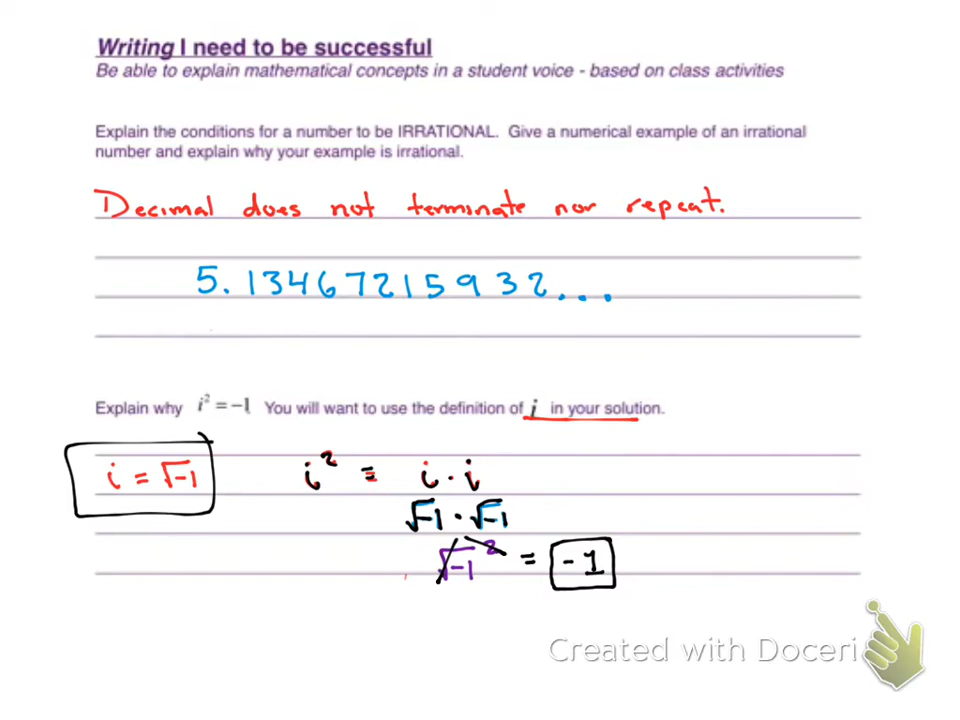 Writing I need to be successful
Be able to explain mathematical concepts in a student voice - based on class activities
Explain the conditions for a number to be IRRATIONAL. Give a numerical example of an irrational
number and explain why your example is irrational.
Decimal does not terminate nor repeat.
5.13467215932...
Explain why i² = -1 You will want to use the definition of i in your solution.
i = √-1 i² = i · i
√-1 · √-1
√-1² = -1
Created with Doceri